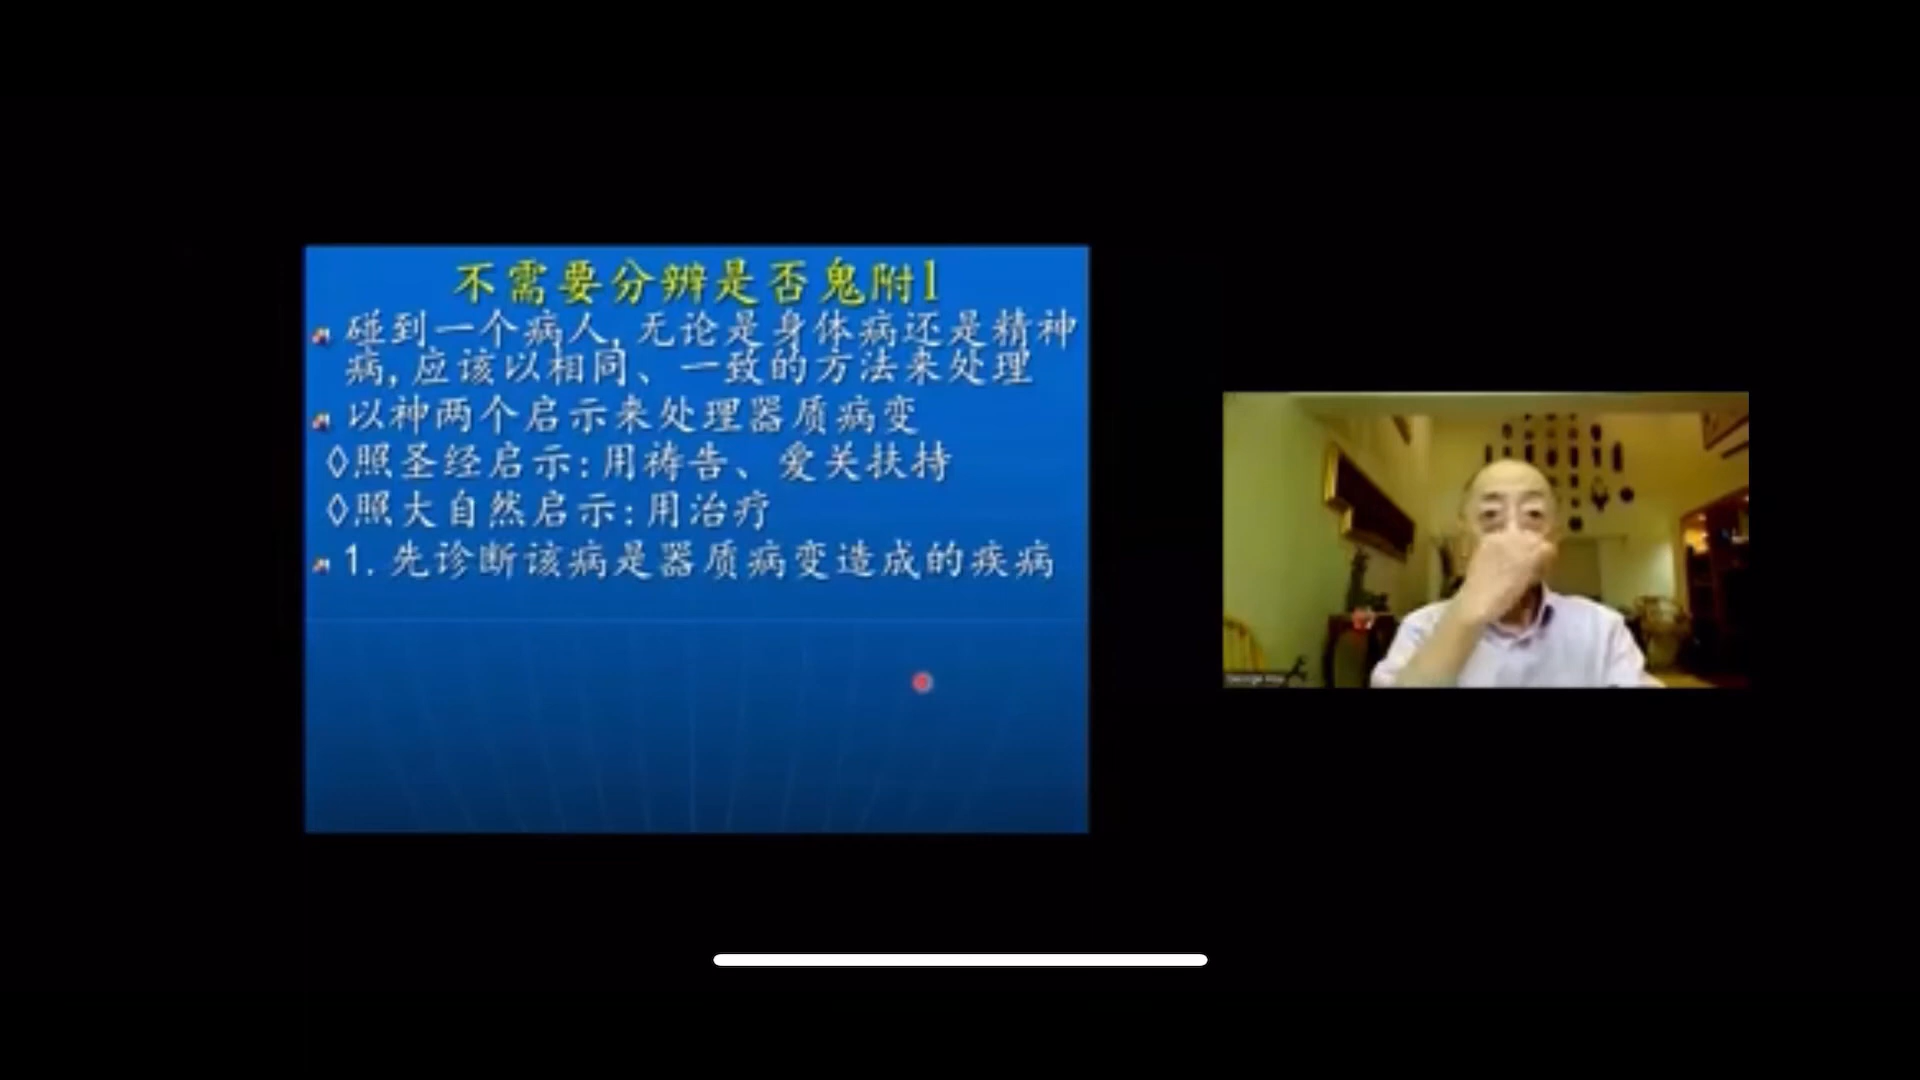 不需要分辨是否鬼附1
碰到一个病人,无论是身体病还是精神
病,应该以相同、一致的方法来处理
以神两个启示来处理器质病变
◊照圣经启示:用祷告、爱关扶持
◊照大自然启示:用治疗
1.先诊断该病是器质病变造成的疾病
George